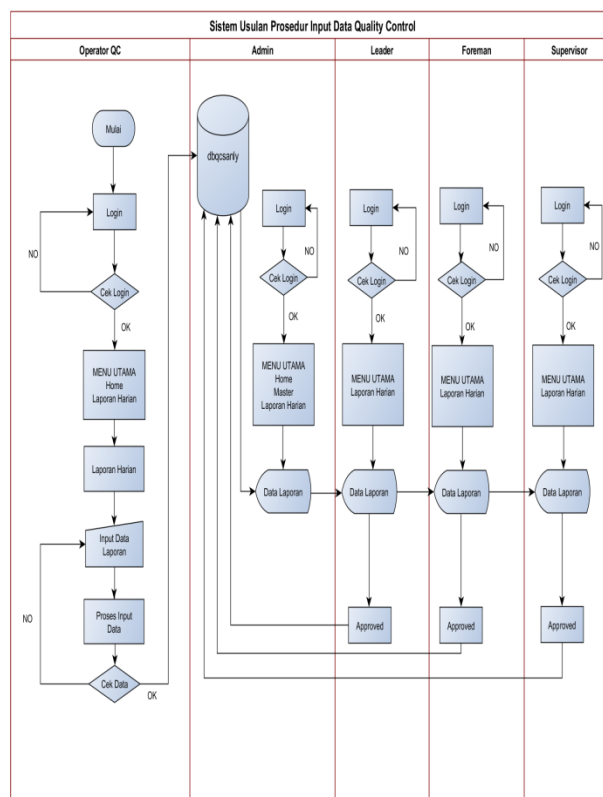 Sistem Usulan Prosedur Input Data Quality Control
Operator QC
Admin
Leader
Foreman
Supervisor
Mulai
Login
NO
Cek Login
OK
MENU UTAMA
Home
Laporan Harian
Laporan Harian
Input Data
Laporan
Proses Input
Data
NO
Cek Data
OK
dbqcsanly
Login
NO
Cek Login
OK
MENU UTAMA
Home
Master
Laporan Harian
Data Laporan
Login
NO
Cek Login
OK
MENU UTAMA
Laporan Harian
Data Laporan
Approved
Login
NO
Cek Login
OK
MENU UTAMA
Laporan Harian
Data Laporan
Approved
Login
NO
Cek Login
OK
MENU UTAMA
Laporan Harian
Data Laporan
Approved